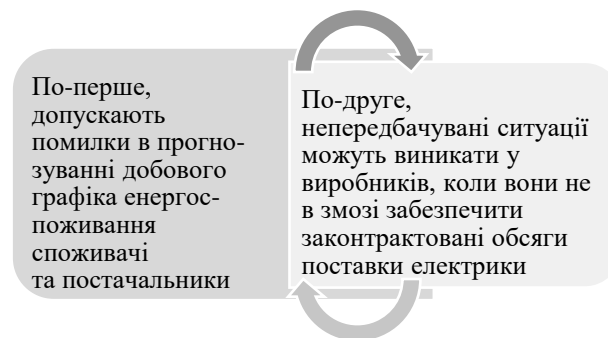 По-перше,
допускають
помилки в прогно-
зуванні добового
графіка енергос-
поживання
споживачі
та постачальники
По-друге,
непередбачувані ситуації
можуть виникати у
виробників, коли вони не
в змозі забезпечити
законтрактовані обсяги
поставки електрики